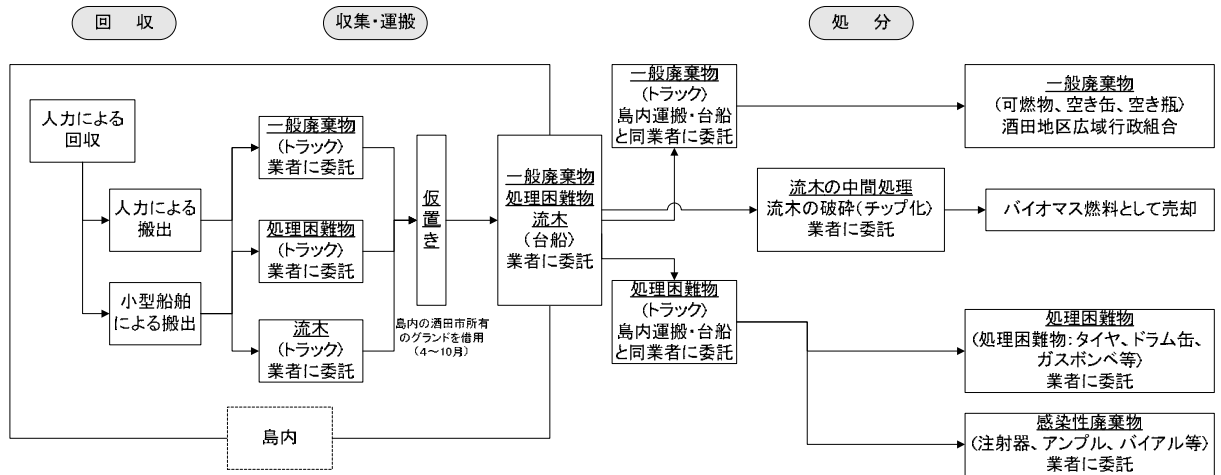 回 収
収集・運搬
処 分
人力による
回収
人力による
搬出
小型船舶
による搬出
一般廃棄物
(トラック)
業者に委託
処理困難物
(トラック)
業者に委託
流木
(トラック)
業者に委託
仮置き
島内の酒田市所有
のグランドを借用
(4～10月)
島内
一般廃棄物
処理困難物
流木
(台船)
業者に委託
一般廃棄物
(トラック)
島内運搬・台船
と同業者に委託
処理困難物
(トラック)
島内運搬・台船
と同業者に委託
流木の中間処理
流木の破砕(チップ化)
業者に委託
一般廃棄物
(可燃物、空き缶、空き瓶)
酒田地区広域行政組合
バイオマス燃料として売却
処理困難物
(処理困難物:タイヤ、ドラム缶、
ガスボンベ等)
業者に委託
感染性廃棄物
(注射器、アンプル、バイアル等)
業者に委託